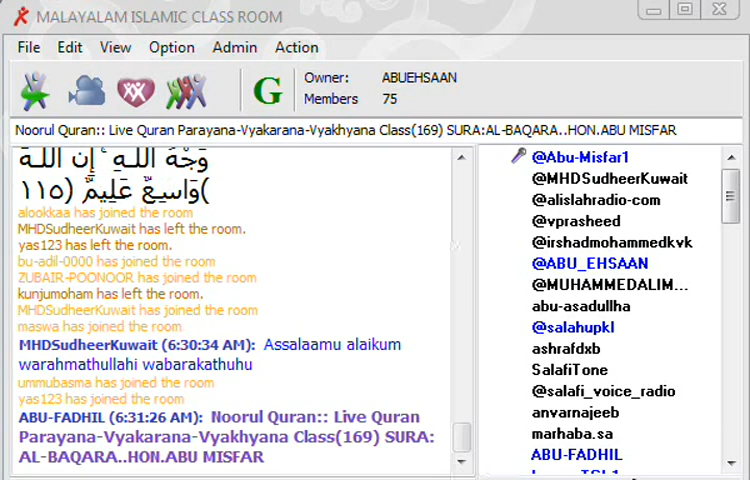 MALAYALAM ISLAMIC CLASS ROOM
File Edit View Option Admin Action
G
Owner: ABUEHSAAN
Members 75
Noorul Quran:: Live Quran Parayana-Vyakarana-Vyakhyana Class(169) SURA:AL-BAQARA..HON.ABU MISFAR
وَجْهُ اللَّهِ ۚ إِن اللَّهَ
وَاسِعٌ عَلِيمٌ (١١٥)
alookkaa has joined the room
MHDSudheerKuwait has left the room.
yas123 has left the room.
bu-adil-0000 has joined the room
ZUBAIR-POONOOR has joined the room
kunjumoham has left the room.
MHDSudheerKuwait has joined the room
maswa has joined the room
MHDSudheerKuwait (6:30:34 AM): Assalaamu alaikum
warahmathullahi wabarakathuhu
ummubasma has joined the room
yas123 has joined the room
ABU-FADHIL (6:31:26 AM): Noorul Quran:: Live Quran
Parayana-Vyakarana-Vyakhyana Class(169) SURA:
AL-BAQARA..HON.ABU MISFAR
@Abu-Misfar1
@MHDSudheerKuwait
@alislahradio-com
@vprasheed
@irshadmohammedkvk
@ABU_EHSAAN
@MUHAMMEDALIM...
abu-asadullha
@salahupkl
ashrafdxb
SalafiTone
@salafi_voice_radio
anvarnajeeb
marhaba.sa
ABU-FADHIL